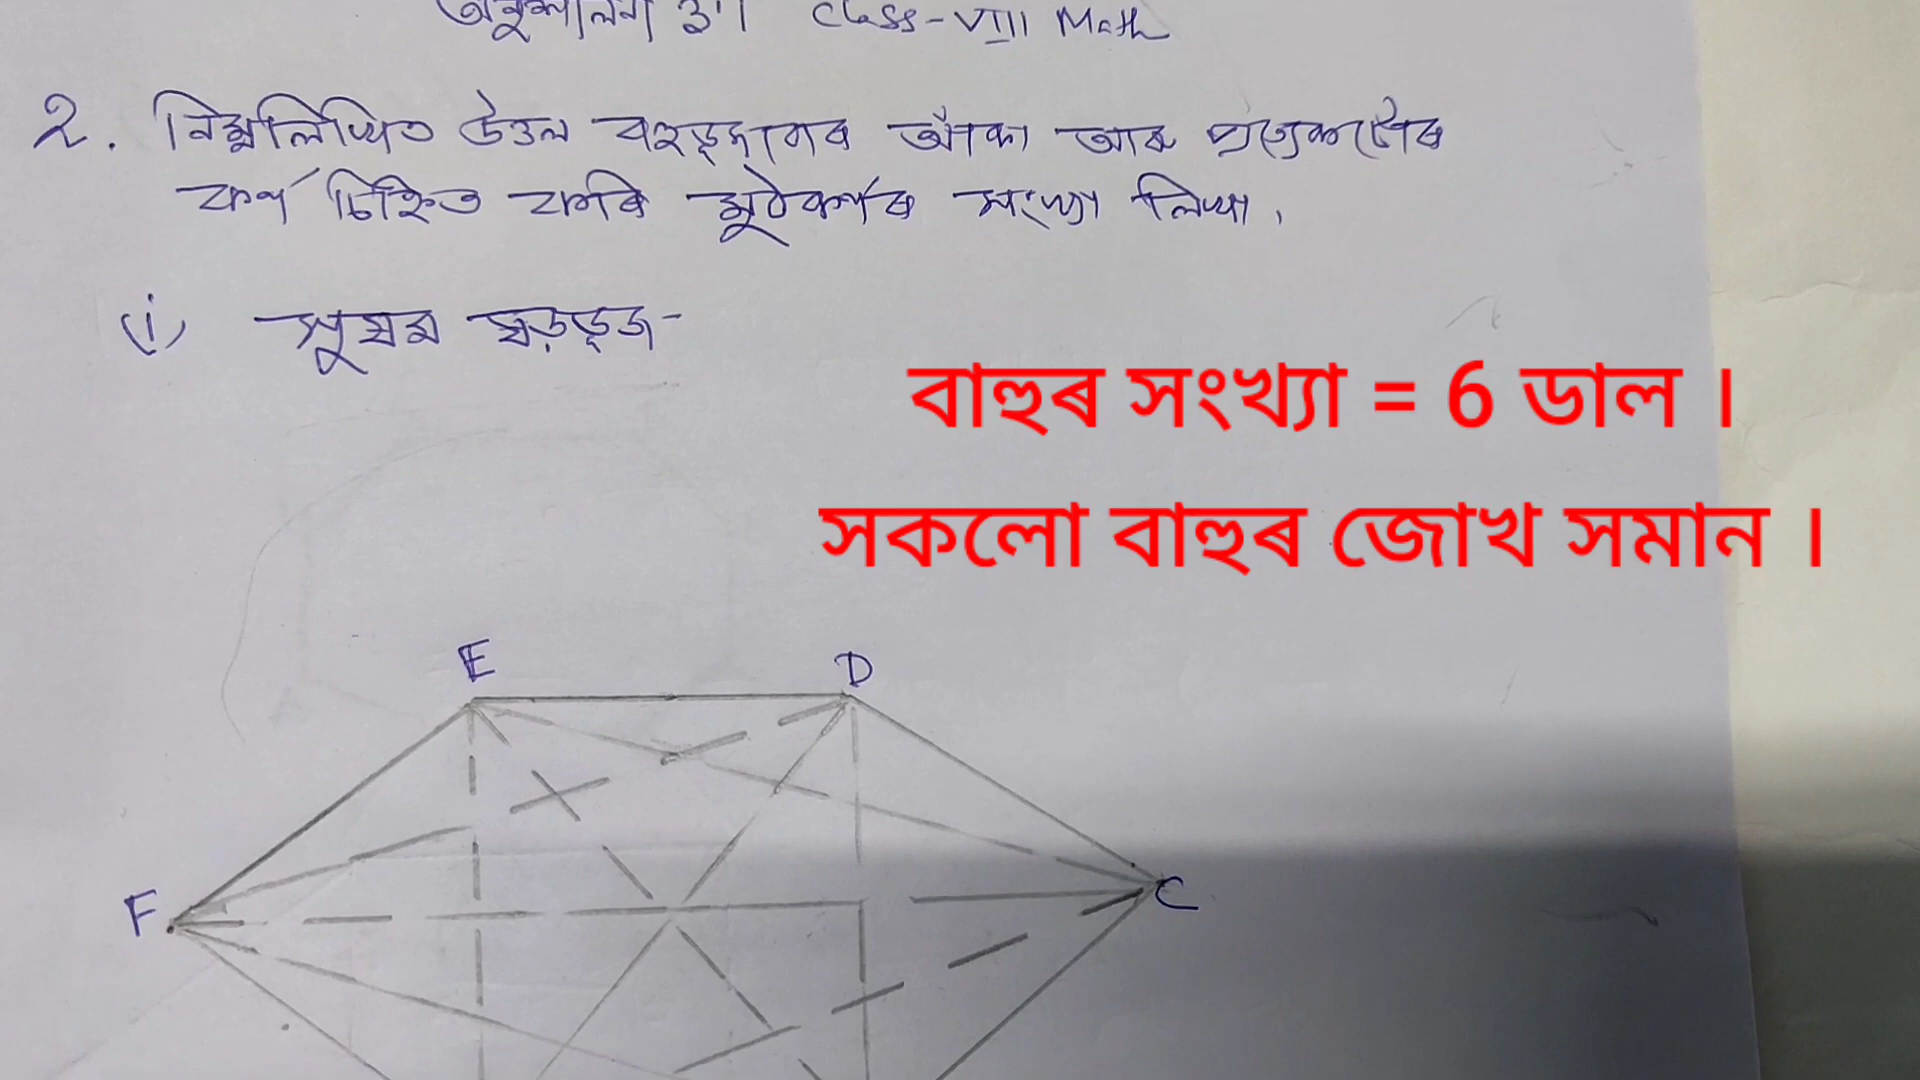 অনুশীলনী 3.1 Class-VIII Math
2. নিম্নলিখিত উত্তল বহুভূজবোৰ আঁকা আৰু প্ৰত্যেকটোৰ
কৰ্ণ চিহ্নিত কৰি মুঠকৰ্ণৰ সংখ্যা লিখা।
(i) সুষম ষড়ভূজ-
বাহুৰ সংখ্যা = 6 ডাল ।
সকলো বাহুৰ জোখ সমান ।
E D
F C